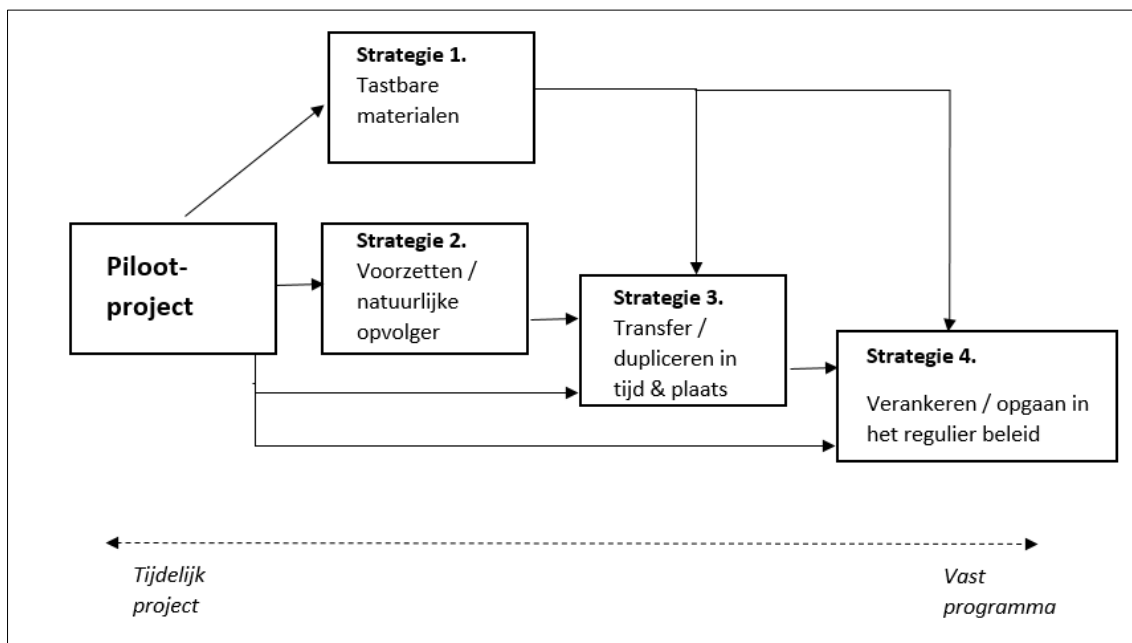 Strategie 1.
Tastbare
materialen
Piloot-
project
Strategie 2.
Voorzetten /
natuurlijke
opvolger
Strategie 3.
Transfer /
dupliceren in
tijd & plaats
Strategie 4.
Verankeren / opgaan in
het regulier beleid
Tijdelijk
project
Vast
programma